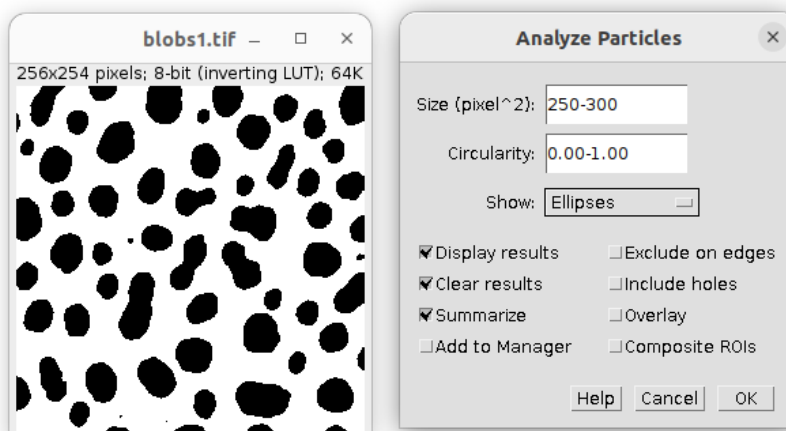 blobs1.tif
256x254 pixels; 8-bit (inverting LUT); 64K
Analyze Particles
Size (pixel^2): 250-300
Circularity: 0.00-1.00
Show: Ellipses
Display results Exclude on edges
Clear results Include holes
Summarize Overlay
Add to Manager Composite ROIs
Help Cancel OK